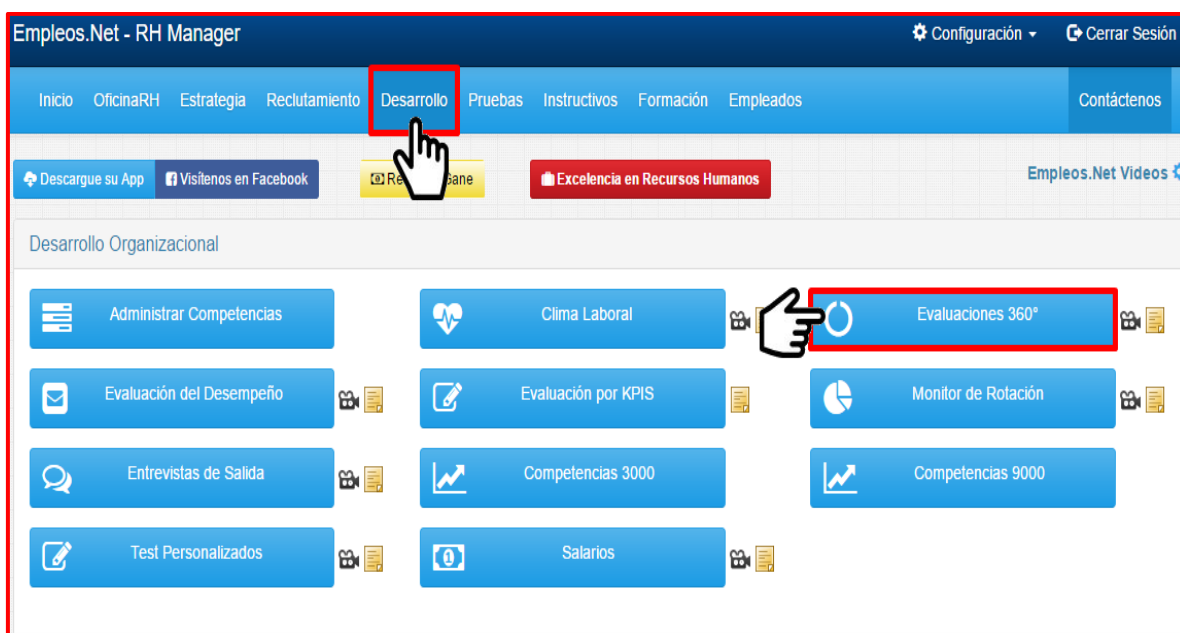 Empleos.Net - RH Manager
Configuración
Cerrar Sesión
Inicio OficinaRH Estrategia Reclutamiento Desarrollo Pruebas Instructivos Formación Empleados Contáctenos
Descargue su App
Visítenos en Facebook
Excelencia en Recursos Humanos
Empleos.Net Videos
Desarrollo Organizacional
Administrar Competencias
Clima Laboral
Evaluaciones 360°
Evaluación del Desempeño
Evaluación por KPIS
Monitor de Rotación
Entrevistas de Salida
Competencias 3000
Competencias 9000
Test Personalizados
Salarios